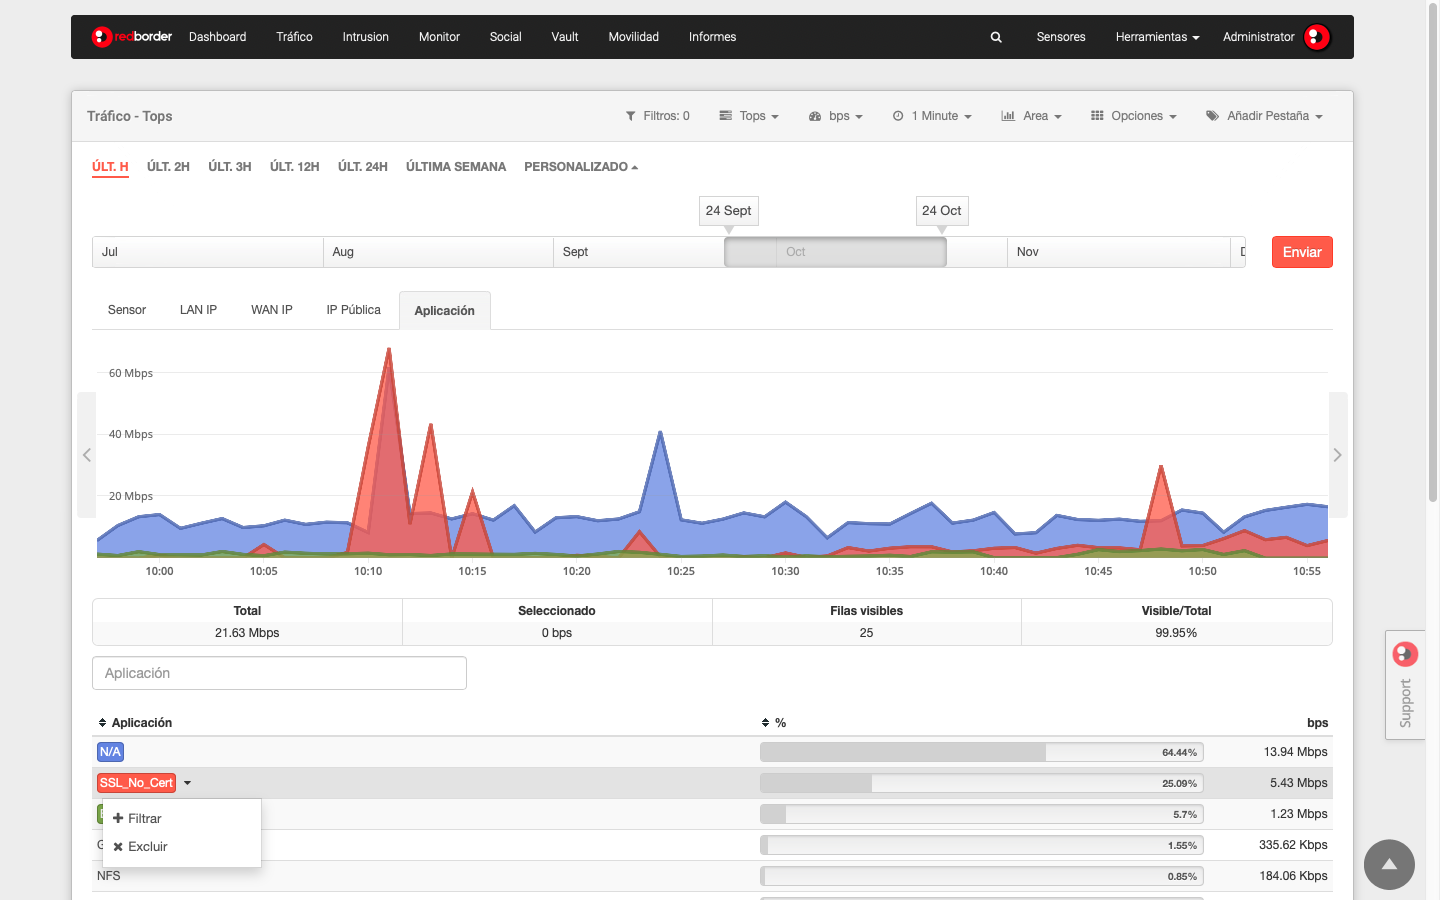 redborder Dashboard Tráfico Intrusion Monitor Social Vault Movilidad Informes Sensores Herramientas Administrator
Tráfico - Tops Filtros: 0 Tops bps 1 Minute Area Opciones Añadir Pestaña
ÚLT. H ÚLT. 2H ÚLT. 3H ÚLT. 12H ÚLT. 24H ÚLTIMA SEMANA PERSONALIZADO
24 Sept 24 Oct
Jul Aug Sept Oct Nov Enviar
Sensor LAN IP WAN IP IP Pública Aplicación
60 Mbps
40 Mbps
20 Mbps
10:00 10:05 10:10 10:15 10:20 10:25 10:30 10:35 10:40 10:45 10:50 10:55
Total Seleccionado Filas visibles Visible/Total
21.63 Mbps 0 bps 25 99.95%
Aplicación
Support
Aplicación % bps
N/A 64.44% 13.94 Mbps
SSL_No_Cert 25.09% 5.43 Mbps
Filtrar 5.7% 1.23 Mbps
Excluir 1.55% 335.62 Kbps
NFS 0.85% 184.06 Kbps